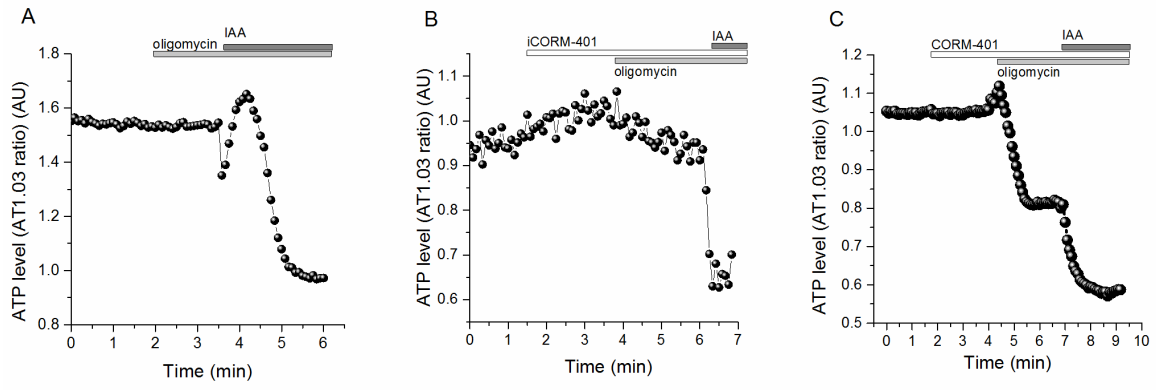 A
IAA
oligomycin
ATP level (AT1.03 ratio) (AU)
1.8
1.6
1.4
1.2
1.0
0.8
0 1 2 3 4 5 6
Time (min)
B
IAA
iCORM-401
oligomycin
ATP level (AT1.03 ratio) (AU)
1.1
1.0
0.9
0.8
0.7
0.6
0 1 2 3 4 5 6 7
Time (min)
C
IAA
CORM-401
oligomycin
ATP level (AT1.03 ratio) (AU)
1.2
1.1
1.0
0.9
0.8
0.7
0.6
0.5
0 1 2 3 4 5 6 7 8 9 10
Time (min)